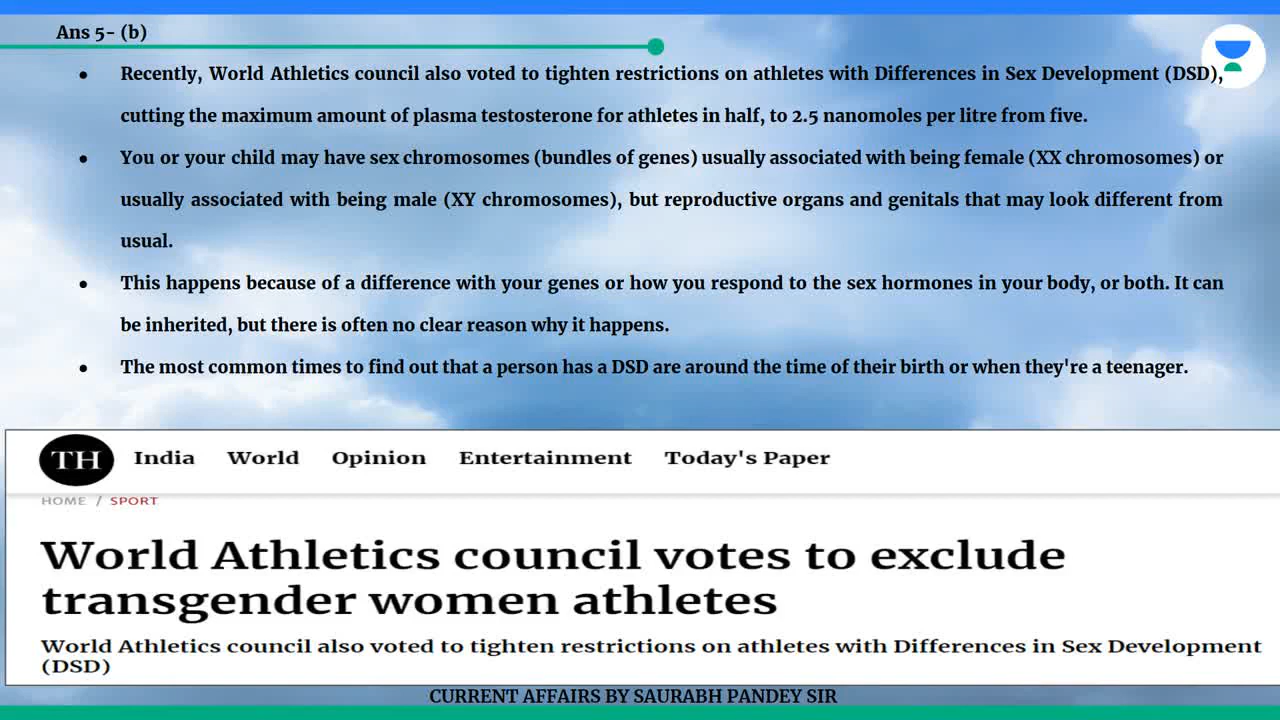 Ans 5- (b)
● Recently, World Athletics council also voted to tighten restrictions on athletes with Differences in Sex Development (DSD),
cutting the maximum amount of plasma testosterone for athletes in half, to 2.5 nanomoles per litre from five.
● You or your child may have sex chromosomes (bundles of genes) usually associated with being female (XX chromosomes) or
usually associated with being male (XY chromosomes), but reproductive organs and genitals that may look different from
usual.
● This happens because of a difference with your genes or how you respond to the sex hormones in your body, or both. It can
be inherited, but there is often no clear reason why it happens.
● The most common times to find out that a person has a DSD are around the time of their birth or when they're a teenager.
TH India World Opinion Entertainment Today's Paper
HOME / SPORT
World Athletics council votes to exclude
transgender women athletes
World Athletics council also voted to tighten restrictions on athletes with Differences in Sex Development
(DSD)
CURRENT AFFAIRS BY SAURABH PANDEY SIR